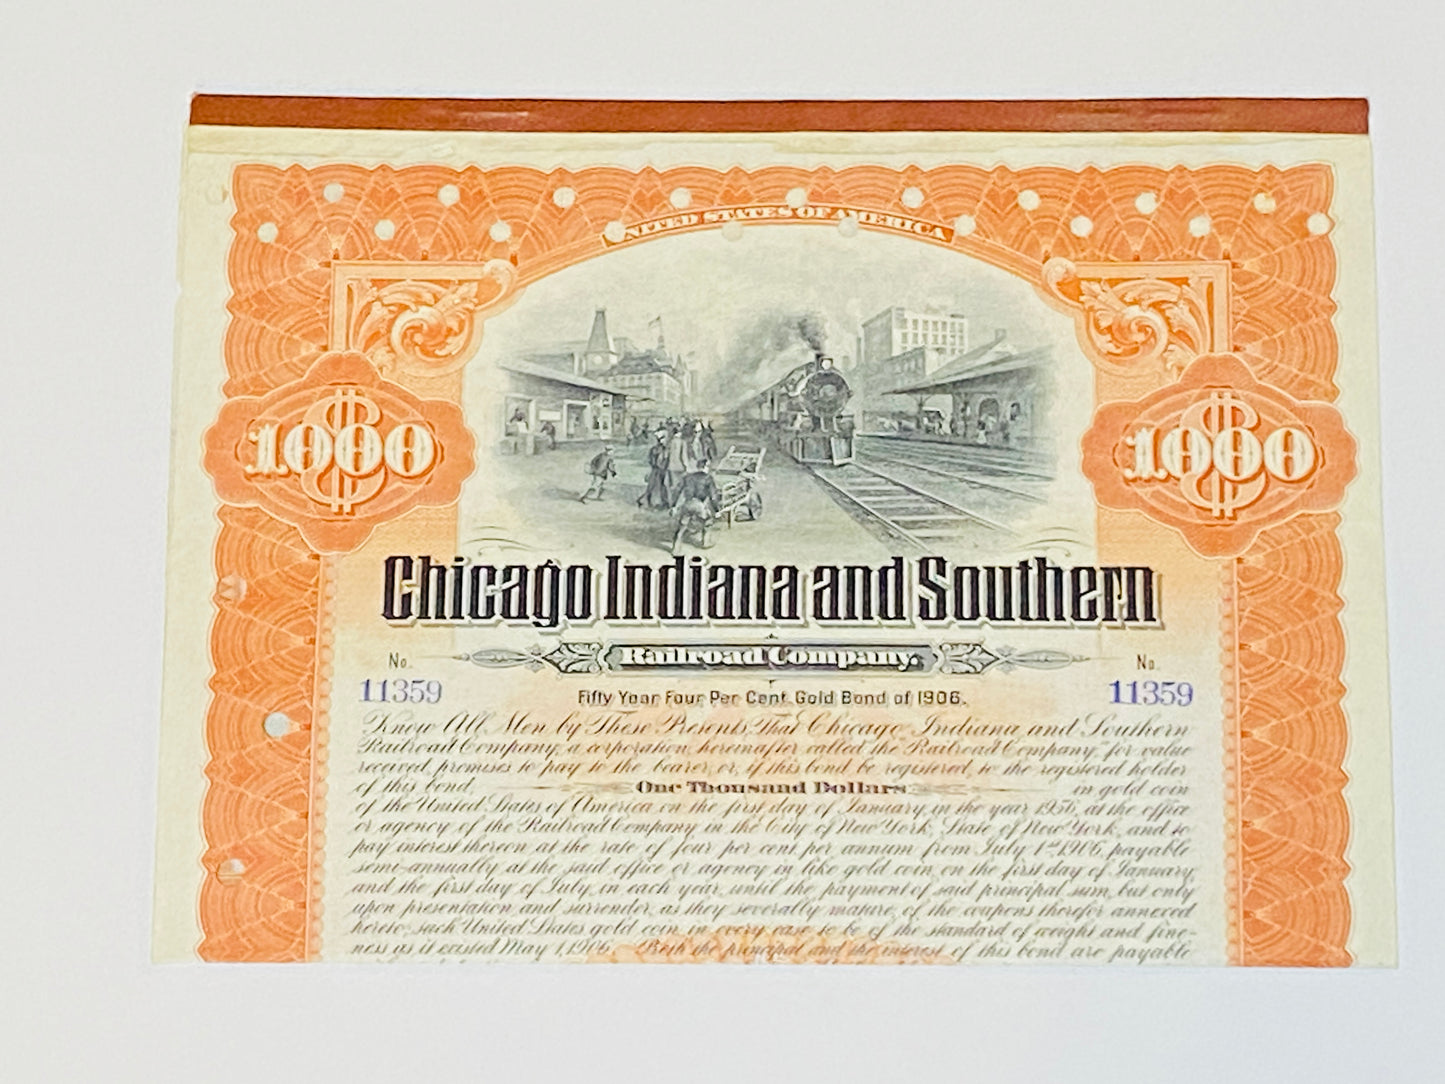 UNITED STATES OF AMERICA
$1000 $1000
Chicago Indiana and Southern
Railroad Company.
No. No.
11359 11359
Fifty Year Four Per Cent. Gold Bond of 1906.
Know All Men by These Presents, That Chicago, Indiana and Southern
Railroad Company, a corporation, hereinafter called the "Railroad Company," for value
received, promises to pay to the bearer, or, if this bond be registered, to the registered holder
of this bond, One Thousand Dollars in gold coin
of the United States of America on the first day of January, in the year 1956, at the office
or agency of the Railroad Company in the City of New York, State of New York, and to
pay interest thereon at the rate of four per cent. per annum from July 1st, 1906, payable
semi-annually at the said office or agency in like gold coin, on the first day of January,
and the first day of July, in each year, until the payment of said principal sum, but only
upon presentation and surrender, as they severally mature, of the coupons therefor annexed
hereto; such United States gold coin in every case to be of the standard of weight and fine-
ness as it existed May 1, 1906. Both the principal and the interest of this bond are payable